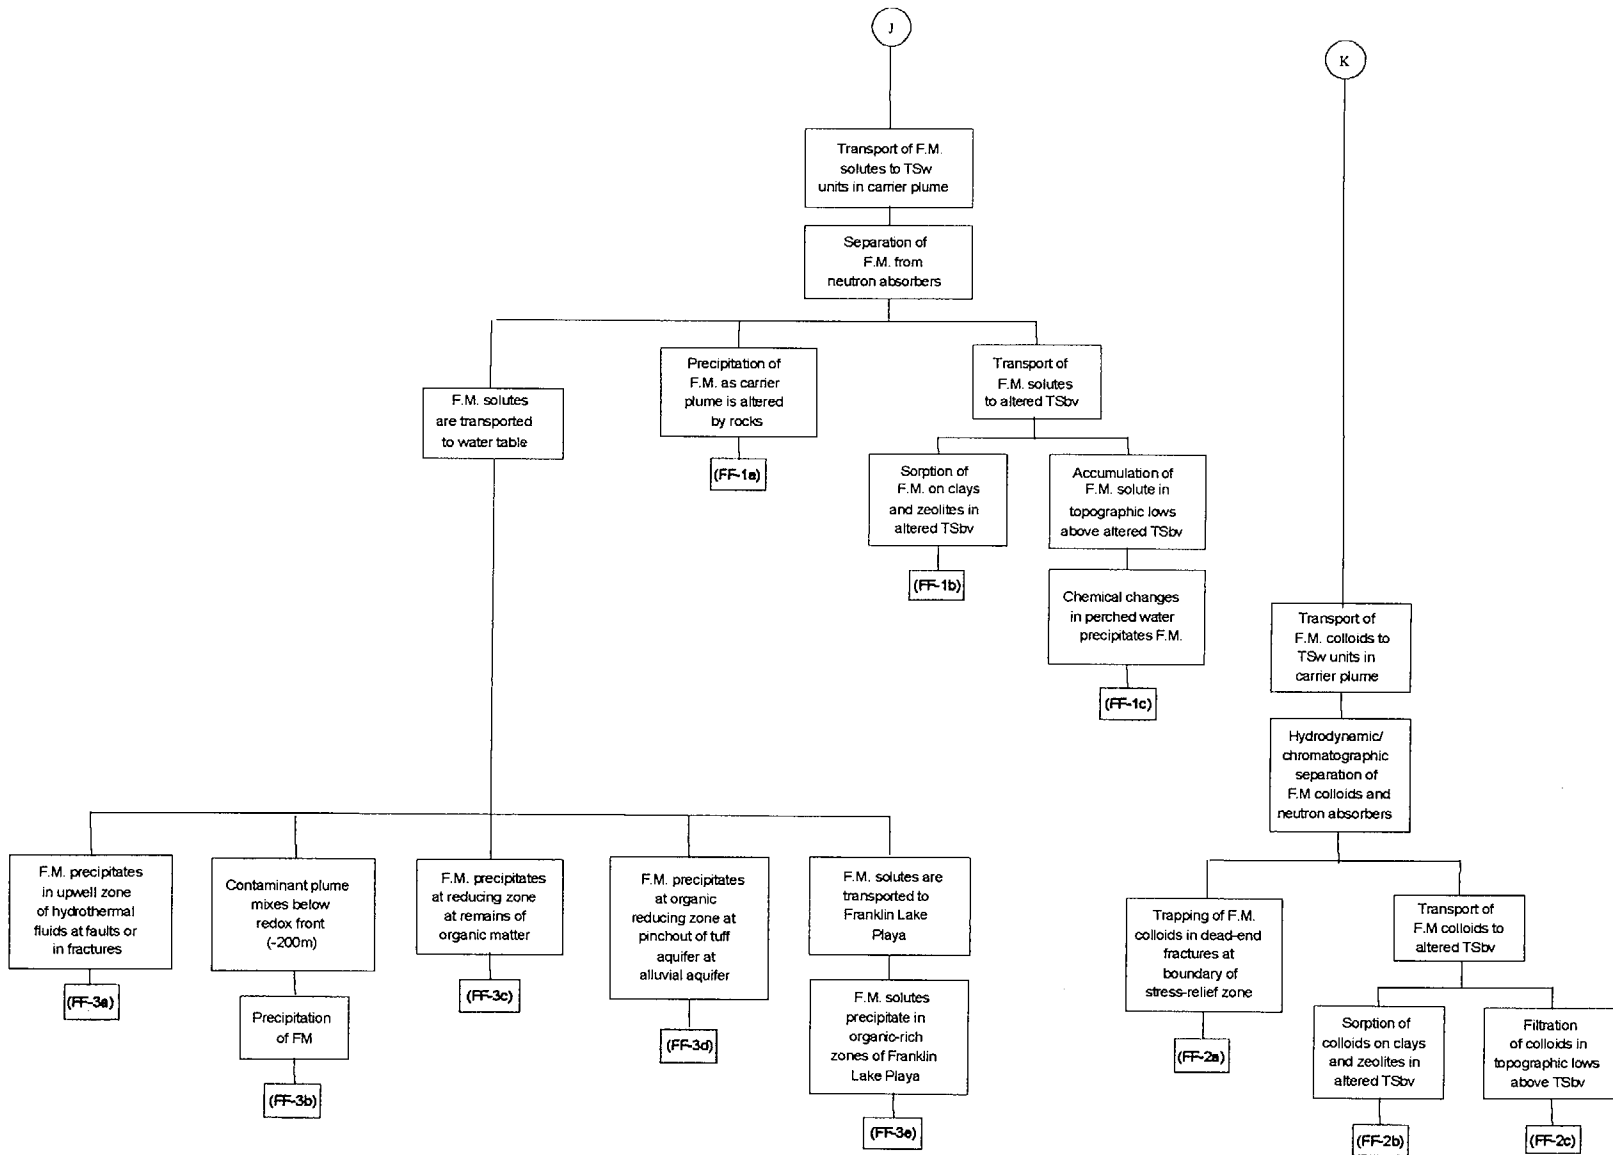 J
K
Transport of F.M.
solutes to TSw
units in carrier plume
Separation of
F.M. from
neutron absorbers
F.M. solutes
are transported
to water table
Precipitation of
F.M. as carrier
plume is altered
by rocks
(FF-1a)
Transport of
F.M. solutes
to altered TSbv
Sorption of
F.M. on clays
and zeolites in
altered TSbv
(FF-1b)
Accumulation of
F.M. solute in
topographic lows
above altered TSbv
Chemical changes
in perched water
precipitates F.M.
(FF-1c)
Transport of
F.M. colloids to
TSw units in
carrier plume
Hydrodynamic/
chromatographic
separation of
F.M colloids and
neutron absorbers
F.M. precipitates
in upwell zone
of hydrothermal
fluids at faults or
in fractures
(FF-3a)
Contaminant plume
mixes below
redox front
(~200m)
Precipitation
of FM
(FF-3b)
F.M. precipitates
at reducing zone
at remains of
organic matter
(FF-3c)
F.M. precipitates
at organic
reducing zone at
pinchout of tuff
aquifer at
alluvial aquifer
(FF-3d)
F.M. solutes are
transported to
Franklin Lake
Playa
F.M. solutes
precipitate in
organic-rich
zones of Franklin
Lake Playa
(FF-3e)
Trapping of F.M.
colloids in dead-end
fractures at
boundary of
stress-relief zone
(FF-2a)
Transport of
F.M colloids to
altered TSbv
Sorption of
colloids on clays
and zeolites in
altered TSbv
(FF-2b)
Filtration
of colloids in
topographic lows
above TSbv
(FF-2c)